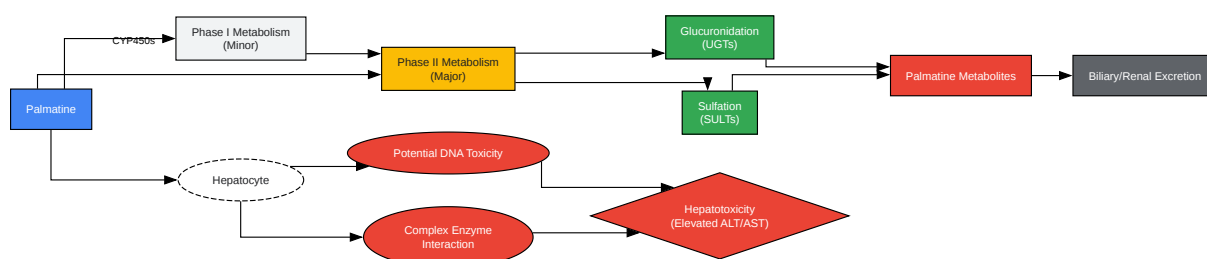 CYP450s
Phase I Metabolism
(Minor)
Glucuronidation
(UGTs)
Phase II Metabolism
(Major)
Palmatine Metabolites
Biliary/Renal Excretion
Palmatine
Sulfation
(SULTs)
Potential DNA Toxicity
Hepatocyte
Hepatotoxicity
(Elevated ALT/AST)
Complex Enzyme
Interaction